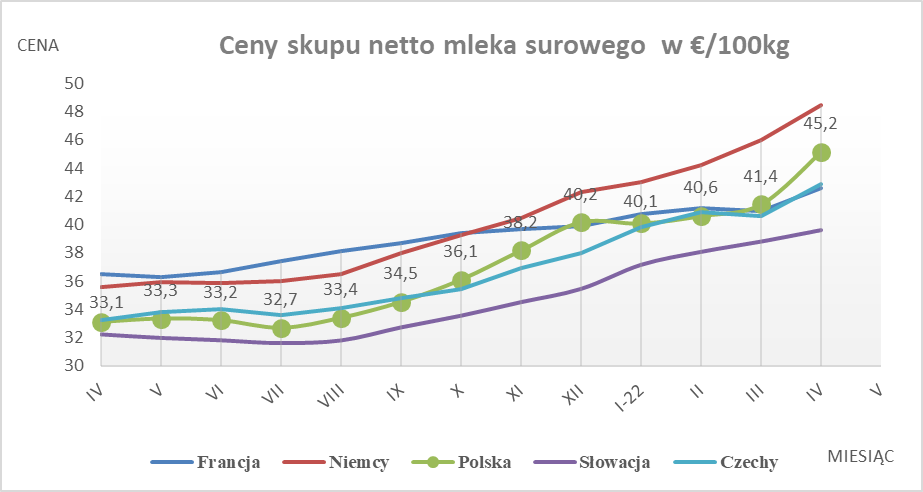 CENA
Ceny skupu netto mleka surowego w €/100kg
50
48
46
44
42
40
38
36
34
32
30
33,1
33,3
33,2
32,7
33,4
34,5
36,1
38,2
40,2
40,1
40,6
41,4
45,2
IV
V
VI
VII
VIII
IX
X
XI
XII
I-22
II
III
IV
V
Francja Niemcy Polska Słowacja Czechy
MIESIĄC